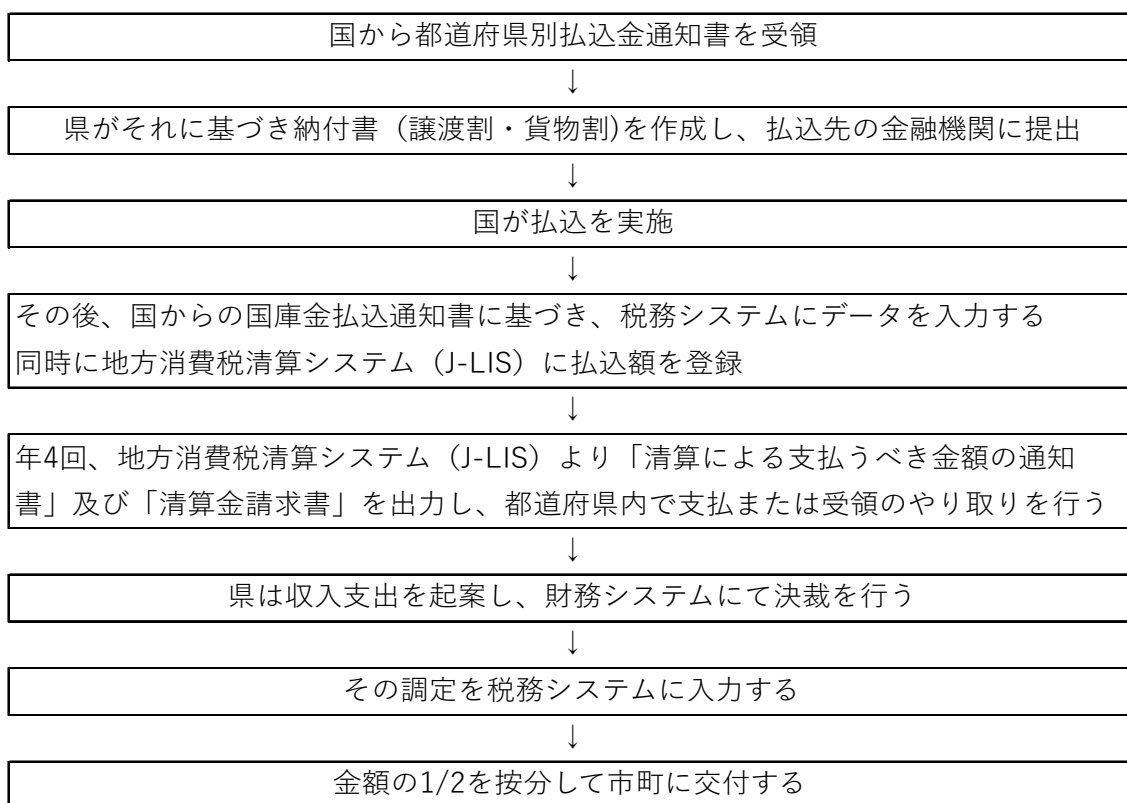 国から都道府県別払込金通知書を受領
↓
県がそれに基づき納付書（譲渡割・貨物割)を作成し、払込先の金融機関に提出
↓
国が払込を実施
↓
その後、国からの国庫金払込通知書に基づき、税務システムにデータを入力する
同時に地方消費税清算システム（J-LIS）に払込額を登録
↓
年4回、地方消費税清算システム（J-LIS）より「清算による支払うべき金額の通知
書」及び「清算金請求書」を出力し、都道府県内で支払または受領のやり取りを行う
↓
県は収入支出を起案し、財務システムにて決裁を行う
↓
その調定を税務システムに入力する
↓
金額の1/2を按分して市町に交付する